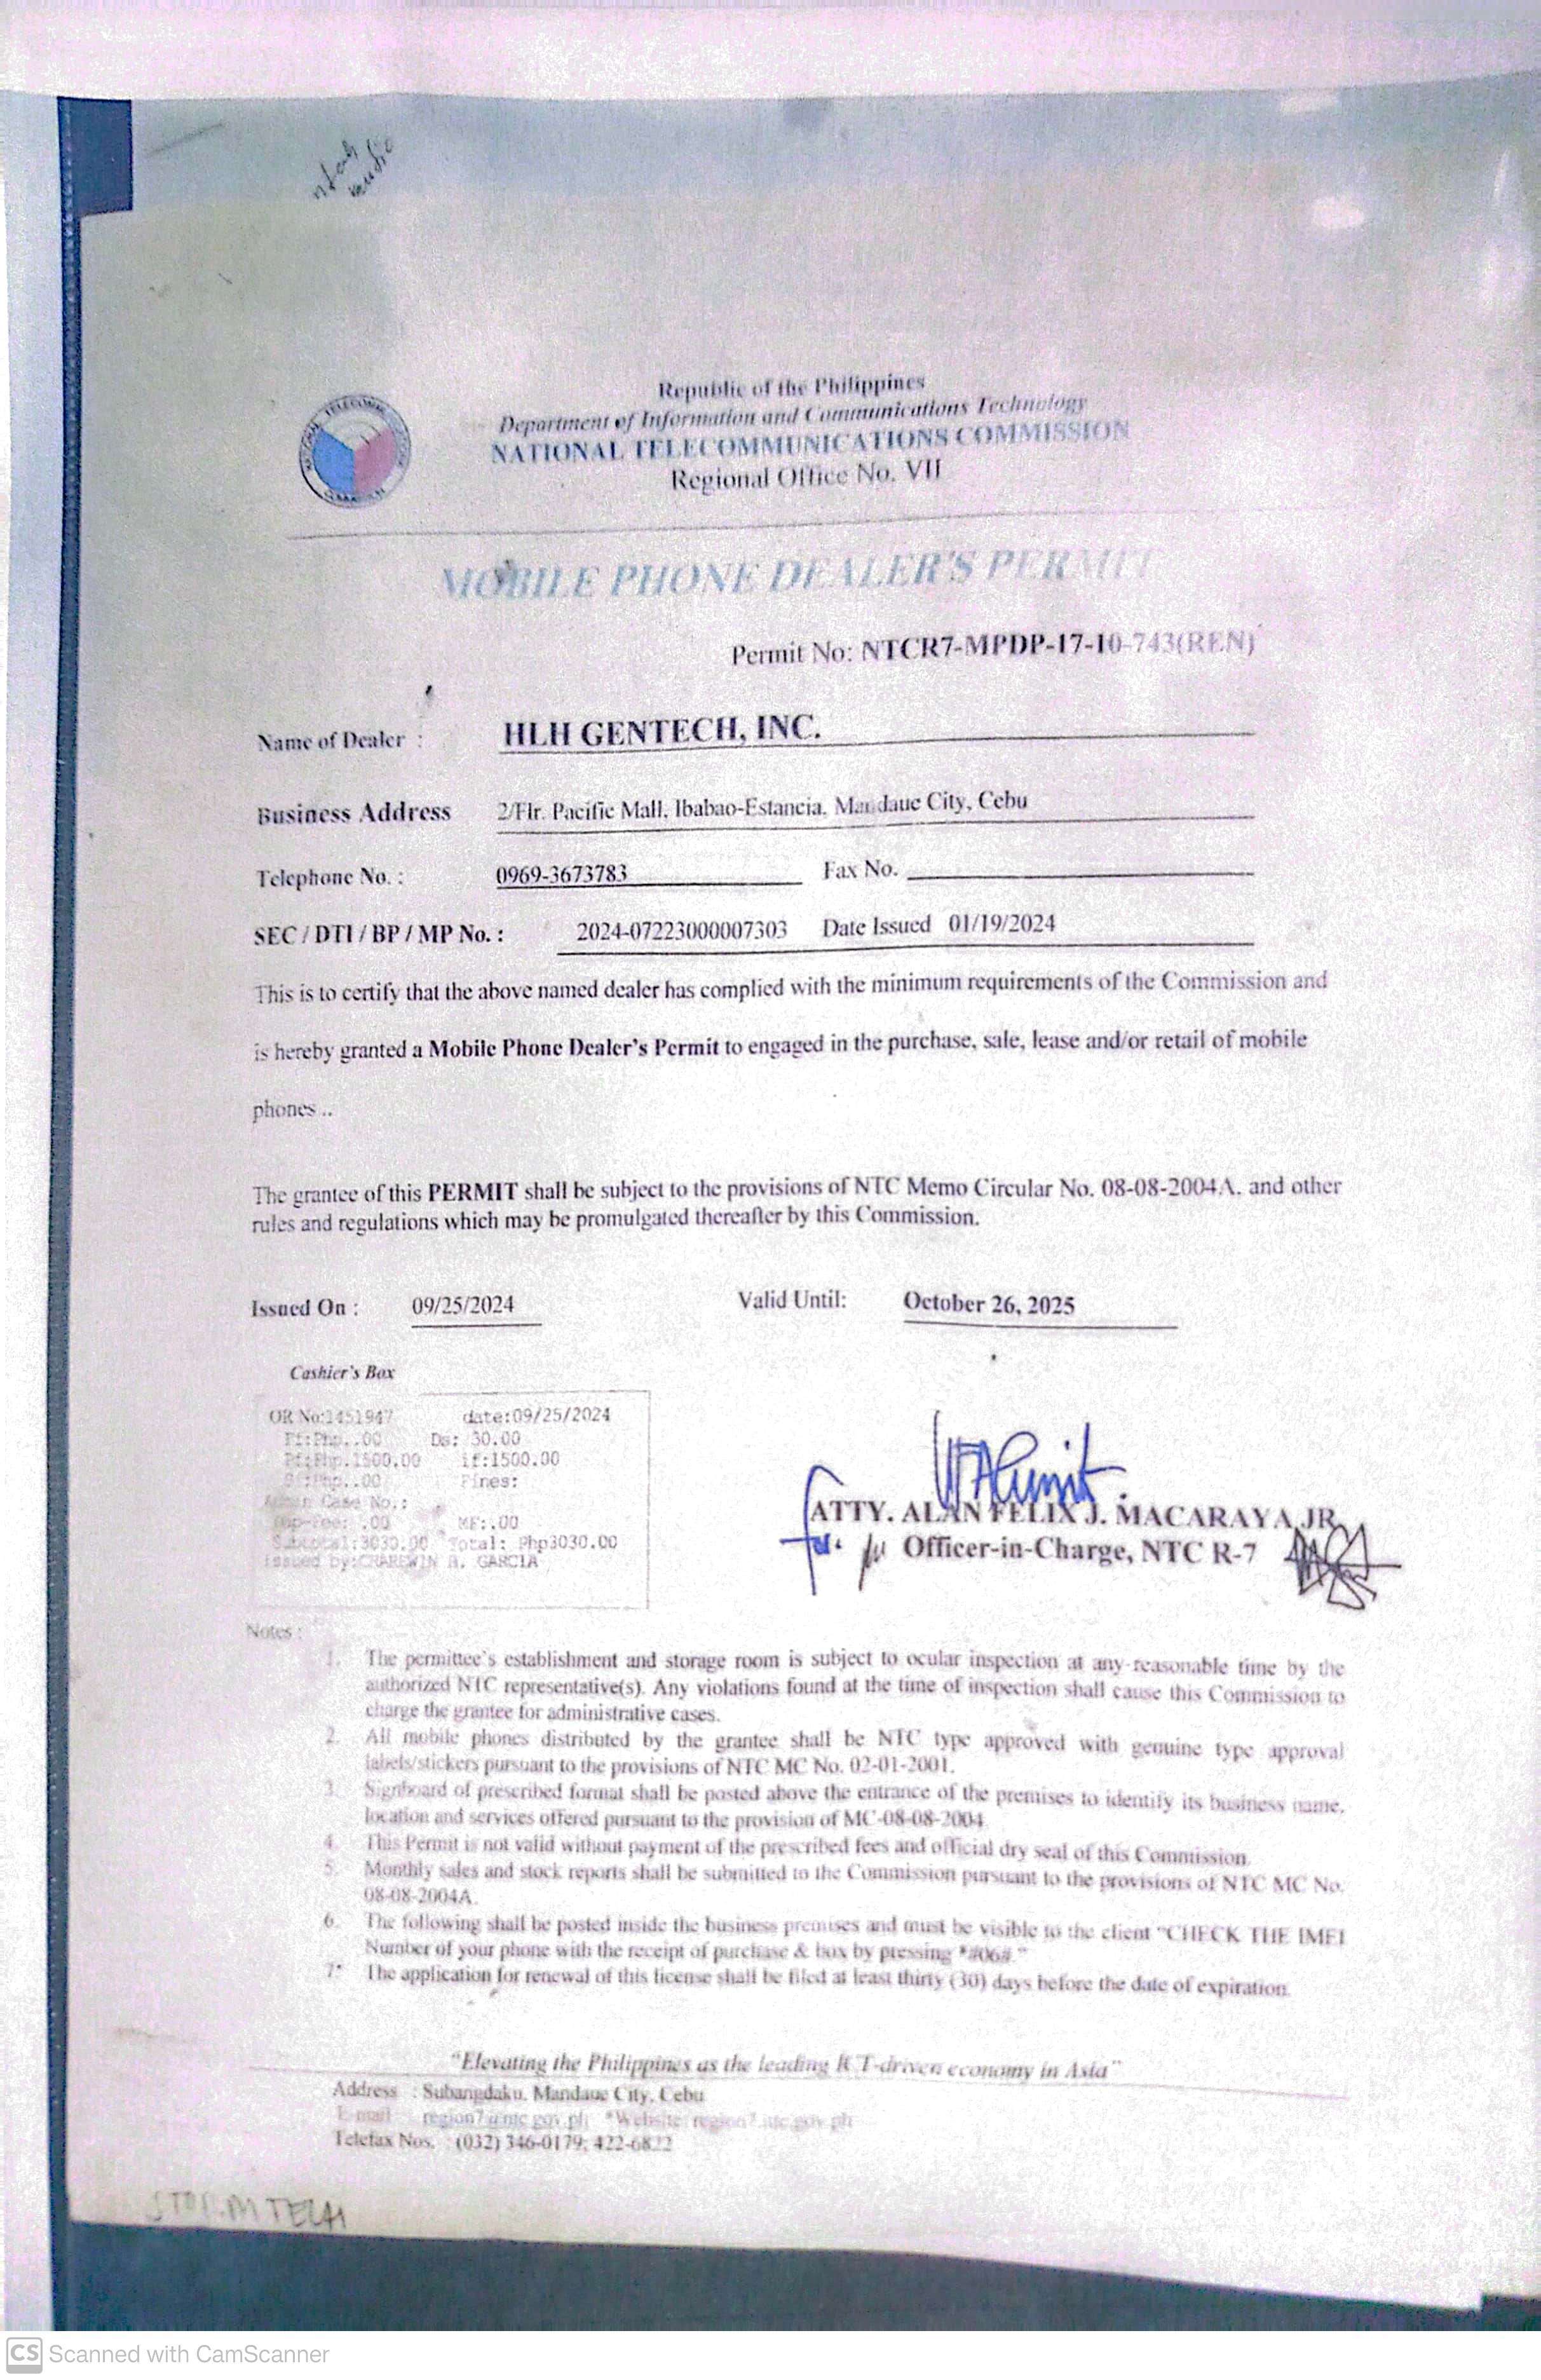 Republic of the Philippines
Department of Information and Communications Technology
NATIONAL TELECOMMUNICATIONS COMMISSION
Regional Office No. VII
MOBILE PHONE DEALER'S PERMIT
Permit No: NTCR7-MPDP-17-10-743(REN)
Name of Dealer : HLH GENTECH, INC.
Business Address 2/Flr. Pacific Mall, Ibabao-Estancia, Mandaue City, Cebu
Telephone No. : 0969-3673783 Fax No.
SEC / DTI / BP / MP No. : 2024-07223000007303 Date Issued 01/19/2024
This is to certify that the above named dealer has complied with the minimum requirements of the Commission and
is hereby granted a Mobile Phone Dealer's Permit to engaged in the purchase, sale, lease and/or retail of mobile
phones ..
The grantee of this PERMIT shall be subject to the provisions of NTC Memo Circular No. 08-08-2004A. and other
rules and regulations which may be promulgated thereafter by this Commission.
Issued On : 09/25/2024 Valid Until: October 26, 2025
Cashier's Box
OR No:1451947 date:09/25/2024
Ff:Php..00 Ds: 30.00
Pf:Php.1500.00 if:1500.00
Sf:Php..00 Fines:
Admin Case No.:
.00 MF:.00
Subtotal:3030.00 Total: Php3030.00
Issued by: GARCIA
ATTY. ALAN FELIX J. MACARAYA JR.
for: Officer-in-Charge, NTC R-7
Notes :
1. The permittee's establishment and storage room is subject to ocular inspection at any-reasonable time by the
authorized NTC representative(s). Any violations found at the time of inspection shall cause this Commission to
charge the grantee for administrative cases.
2. All mobile phones distributed by the grantee shall be NTC type approved with genuine type approval
labels/stickers pursuant to the provisions of NTC MC No. 02-01-2001.
3. Signboard of prescribed format shall be posted above the entrance of the premises to identify its business name,
location and services offered pursuant to the provision of MC-08-08-2004
4. This Permit is not valid without payment of the prescribed fees and official dry seal of this Commission.
5. Monthly sales and stock reports shall be submitted to the Commission pursuant to the provisions of NTC MC No.
08-08-2004A.
6. The following shall be posted inside the business premises and must be visible to the client "CHECK THE IMEI
Number of your phone with the receipt of purchase & box by pressing *#06#."
7. The application for renewal of this license shall be filed at least thirty (30) days before the date of expiration.
"Elevating the Philippines as the leading ICT-driven economy in Asia"
Address : Subangdaku, Mandaue City, Cebu
E-mail region7@ntc.gov.ph *Website: region7.ntc.gov.ph
Telefax Nos. (032) 346-0179; 422-6822
CS Scanned with CamScanner